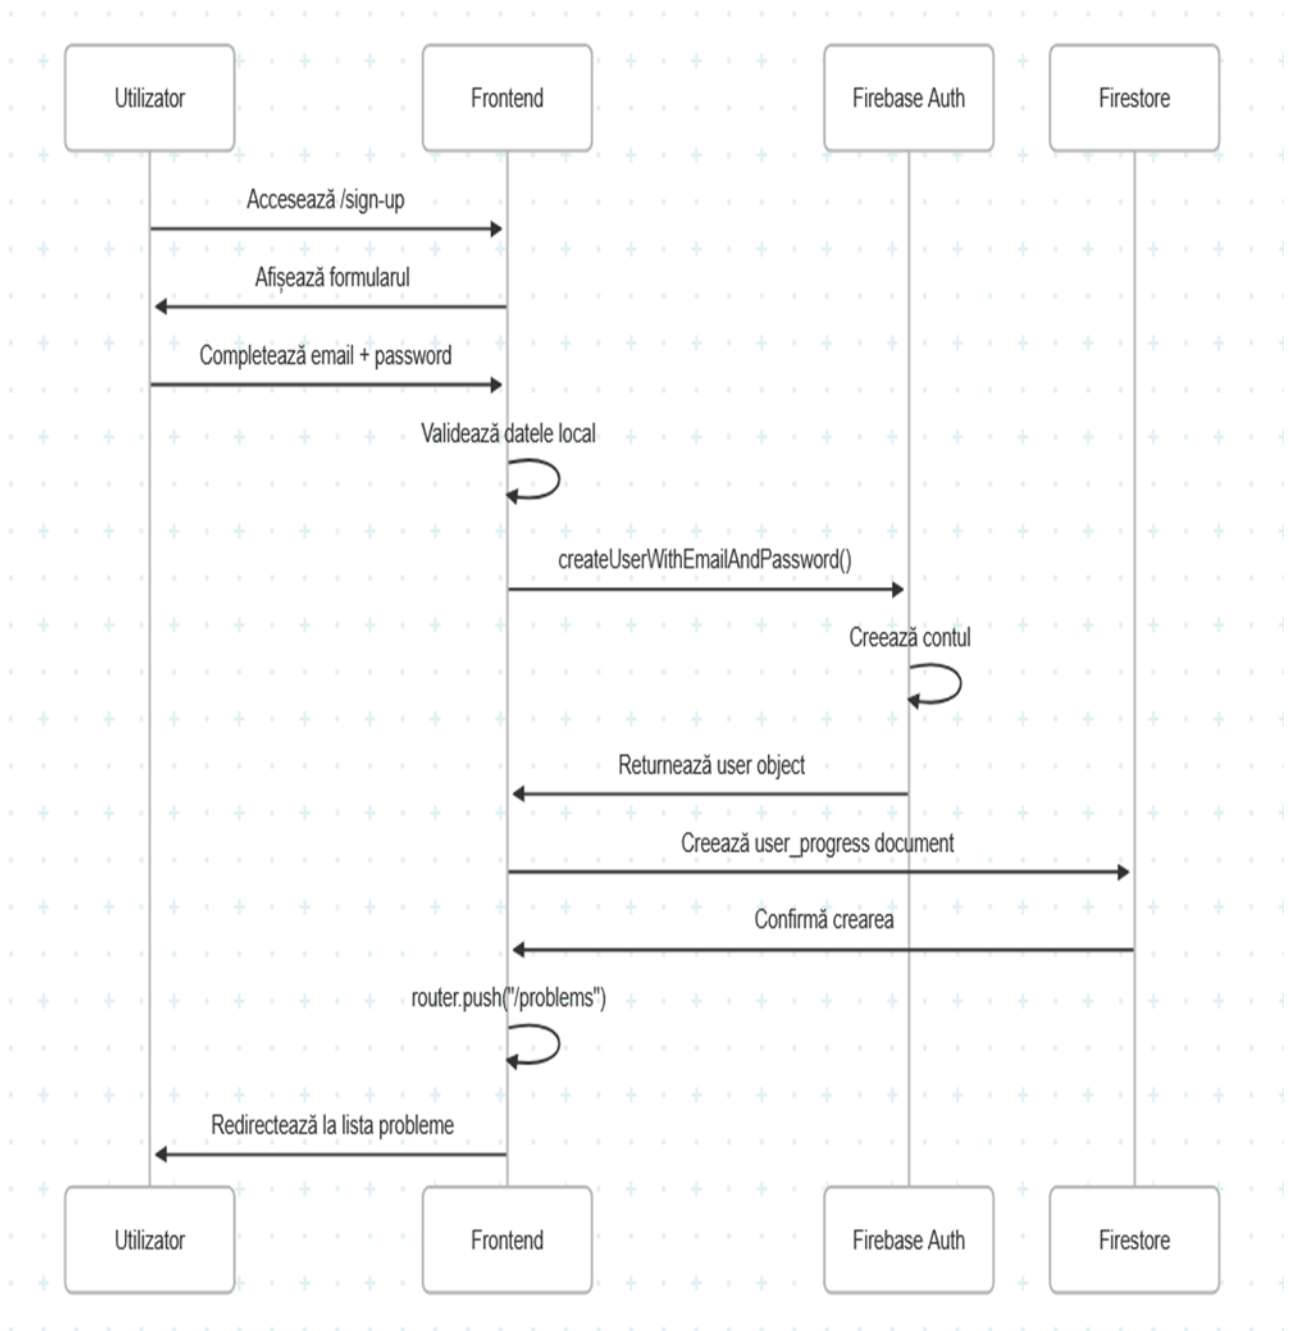 Utilizator
Frontend
Firebase Auth
Firestore
Accesează /sign-up
Afișează formularul
Completează email + password
Validează datele local
createUserWithEmailAndPassword()
Creează contul
Returnează user object
Creează user_progress document
Confirmă crearea
router.push("/problems")
Redirectează la lista probleme
Utilizator
Frontend
Firebase Auth
Firestore